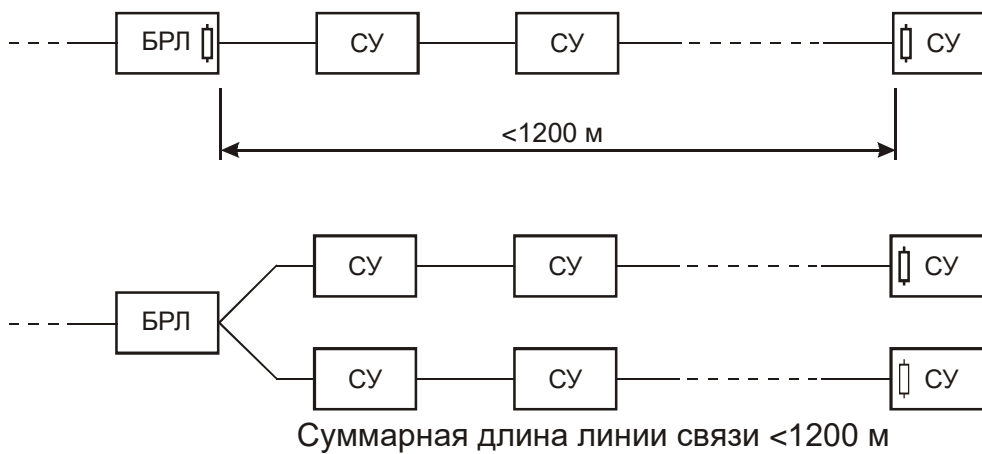 БРЛ СУ СУ СУ
<1200 м
СУ СУ СУ
БРЛ
СУ СУ СУ
Суммарная длина линии связи <1200 м